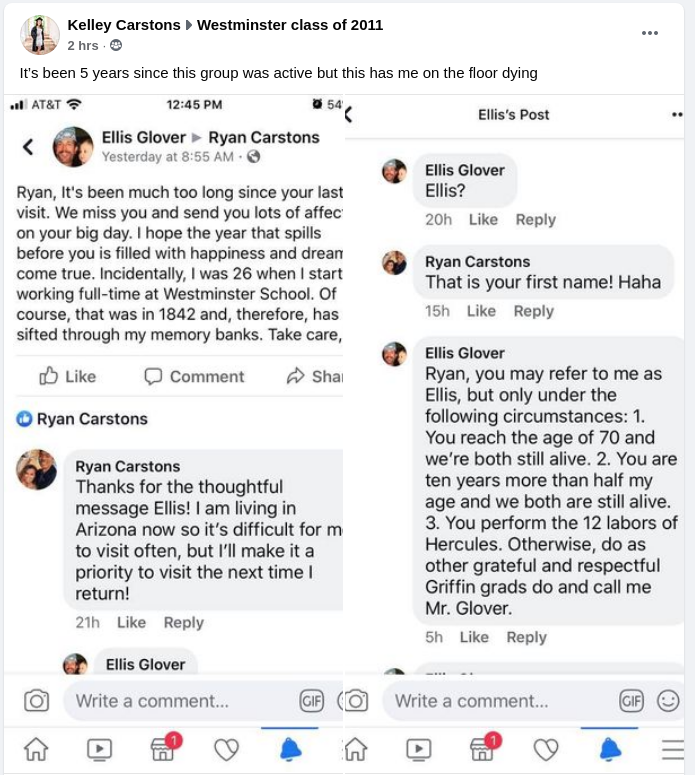 Kelley Carstons ▸ Westminster class of 2011
2 hrs ·
It's been 5 years since this group was active but this has me on the floor dying
AT&T 12:45 PM 54
Ellis Glover ▸ Ryan Carstons
Yesterday at 8:55 AM ·
Ryan, It's been much too long since your last
visit. We miss you and send you lots of affec
on your big day. I hope the year that spills
before you is filled with happiness and dream
come true. Incidentally, I was 26 when I start
working full-time at Westminster School. Of
course, that was in 1842 and, therefore, has
sifted through my memory banks. Take care,
Like Comment Sha
Ryan Carstons
Ryan Carstons
Thanks for the thoughtful
message Ellis! I am living in
Arizona now so it's difficult for m
to visit often, but I'll make it a
priority to visit the next time I
return!
21h Like Reply
Ellis Glover
Write a comment... GIF
1
Ellis's Post
Ellis Glover
Ellis?
20h Like Reply
Ryan Carstons
That is your first name! Haha
15h Like Reply
Ellis Glover
Ryan, you may refer to me as
Ellis, but only under the
following circumstances: 1.
You reach the age of 70 and
we're both still alive. 2. You are
ten years more than half my
age and we both are still alive.
3. You perform the 12 labors of
Hercules. Otherwise, do as
other grateful and respectful
Griffin grads do and call me
Mr. Glover.
5h Like Reply
Write a comment... GIF
1